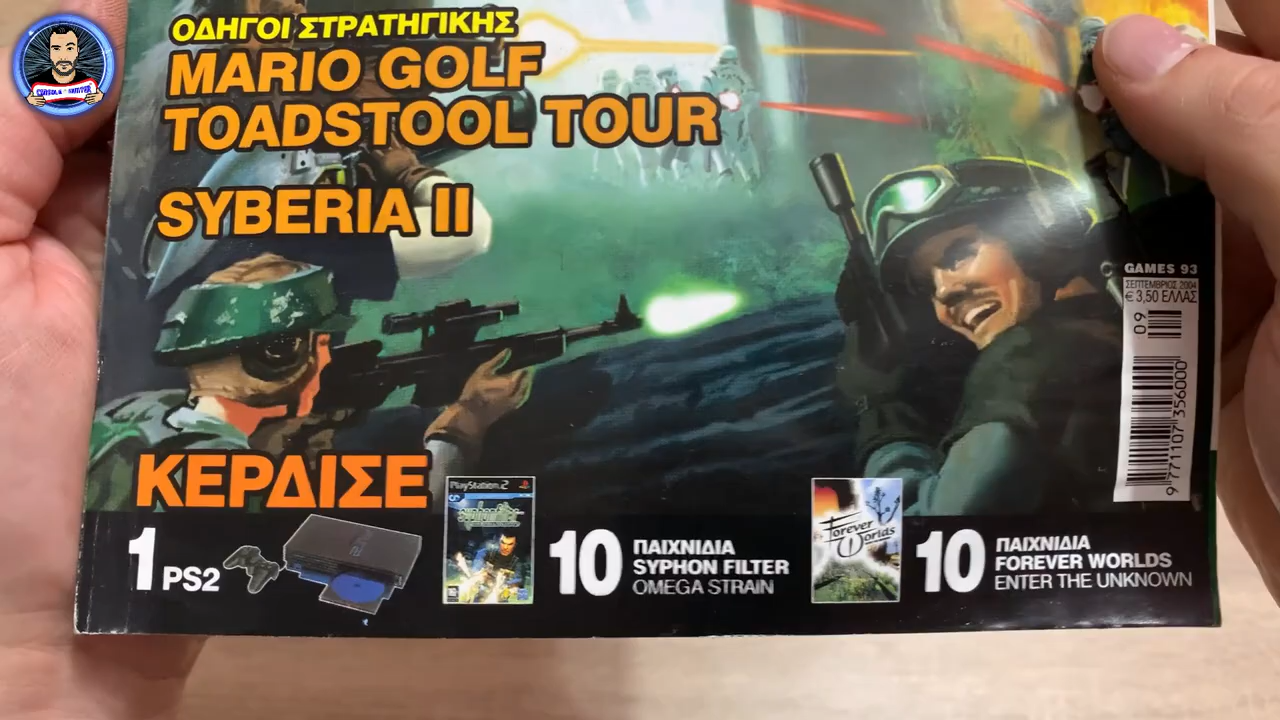 ΟΔΗΓΟΙ ΣΤΡΑΤΗΓΙΚΗΣ
MARIO GOLF
TOADSTOOL TOUR
SYBERIA II
GAMES 93
ΣΕΠΤΕΜΒΡΙΟΣ 2004
€ 3,50 ΕΛΛΑΣ
09
9 771107 356000
ΚΕΡΔΙΣΕ
1 PS2
PlayStation 2
10 ΠΑΙΧΝΙΔΙΑ
SYPHON FILTER
OMEGA STRAIN
Forever
Worlds
10 ΠΑΙΧΝΙΔΙΑ
FOREVER WORLDS
ENTER THE UNKNOWN